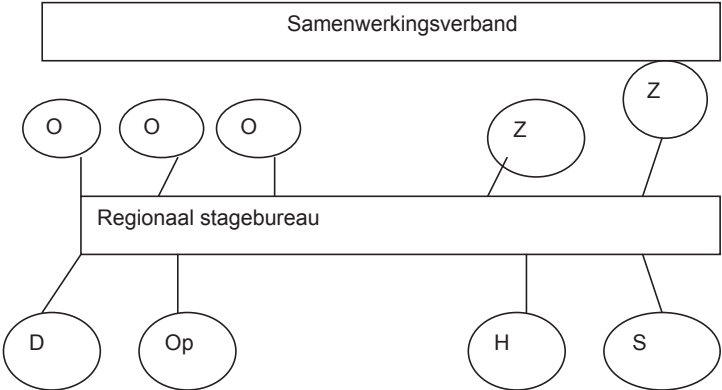 Samenwerkingsverband
Z
O O O Z
Regionaal stagebureau
D Op H S